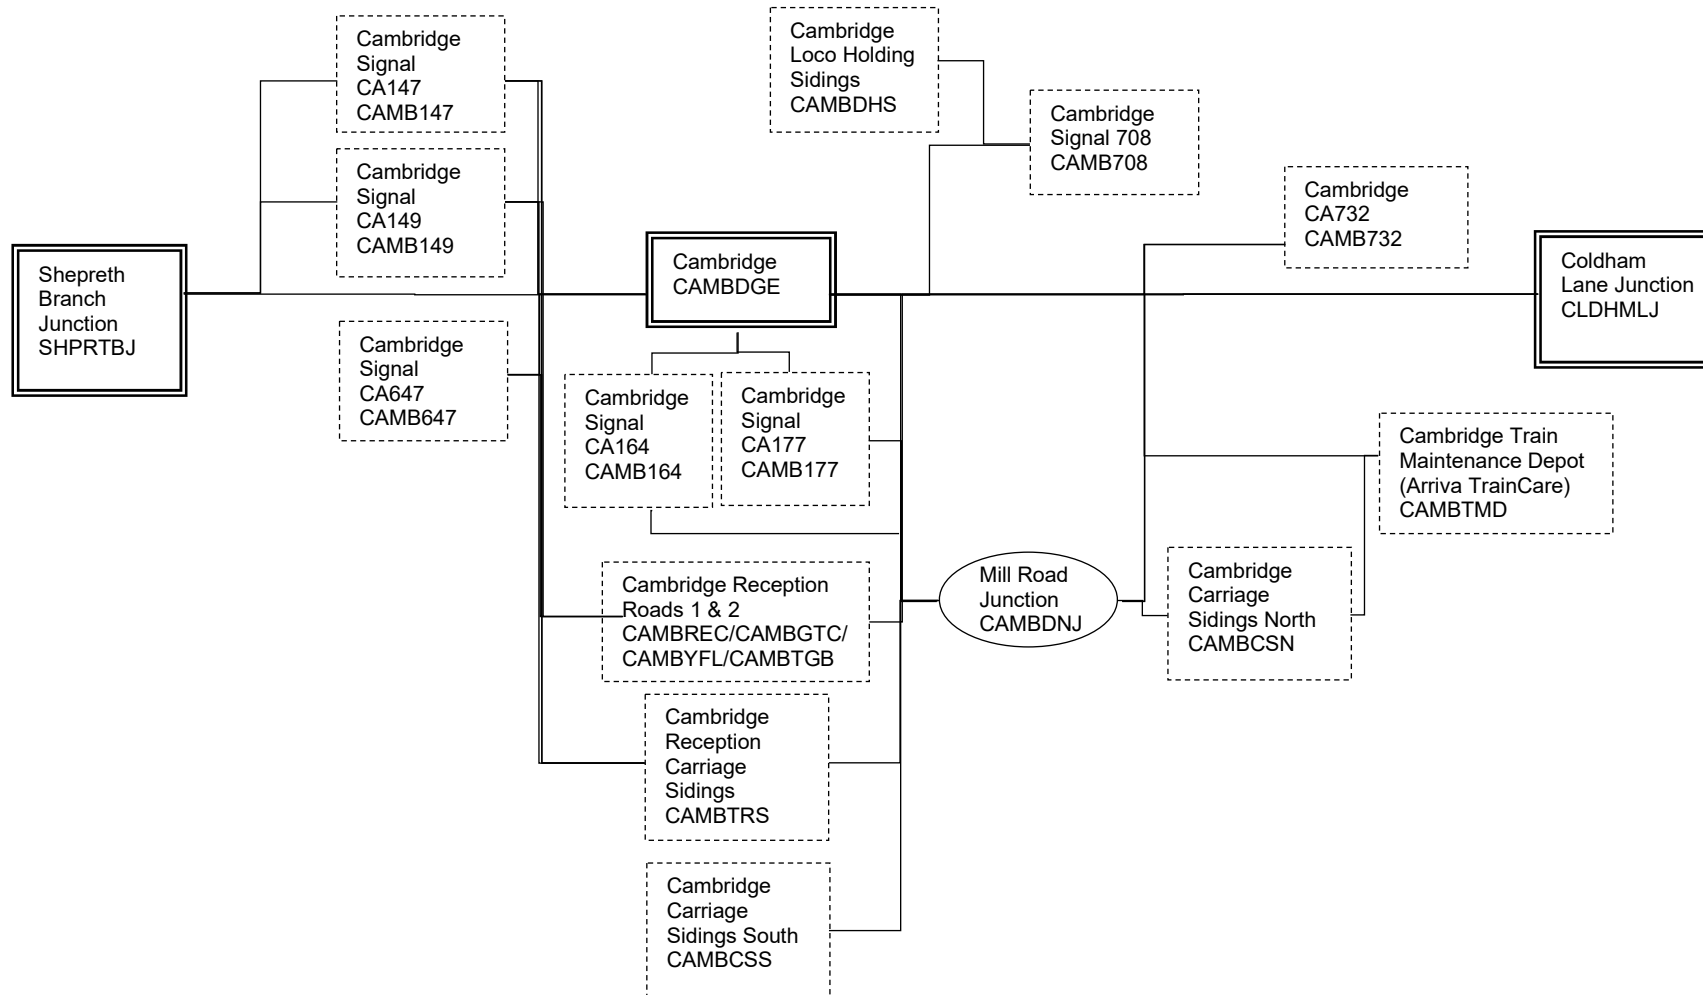 Cambridge
Signal
CA147
CAMB147
Cambridge
Loco Holding
Sidings
CAMBDHS
Cambridge
Signal 708
CAMB708
Cambridge
Signal
CA149
CAMB149
Cambridge
CA732
CAMB732
Shepreth
Branch
Junction
SHPRTBJ
Cambridge
CAMBDGE
Coldham
Lane Junction
CLDHMLJ
Cambridge
Signal
CA647
CAMB647
Cambridge
Signal
CA164
CAMB164
Cambridge
Signal
CA177
CAMB177
Cambridge Train
Maintenance Depot
(Arriva TrainCare)
CAMBTMD
Cambridge Reception
Roads 1 & 2
CAMBREC/CAMBGTC/
CAMBYFL/CAMBTGB
Mill Road
Junction
CAMBDNJ
Cambridge
Carriage
Sidings North
CAMBCSN
Cambridge
Reception
Carriage
Sidings
CAMBTRS
Cambridge
Carriage
Sidings South
CAMBCSS